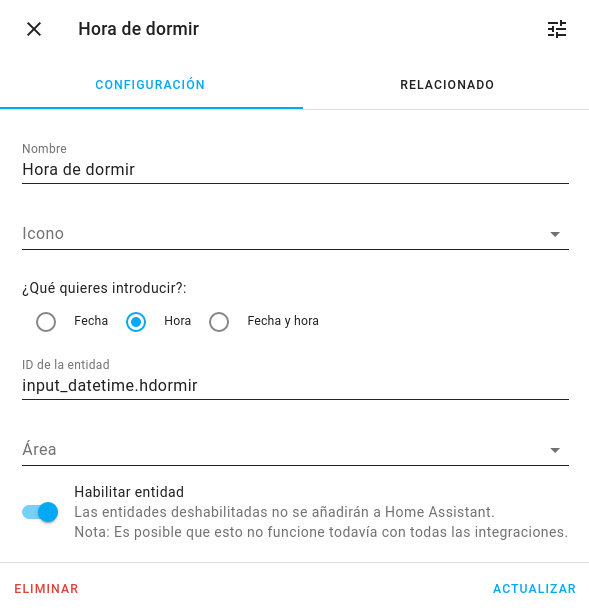 Hora de dormir
CONFIGURACIÓN RELACIONADO
Nombre
Hora de dormir
Icono
¿Qué quieres introducir?:
Fecha Hora Fecha y hora
ID de la entidad
input_datetime.hdormir
Área
Habilitar entidad
Las entidades deshabilitadas no se añadirán a Home Assistant.
Nota: Es posible que esto no funcione todavía con todas las integraciones.
ELIMINAR ACTUALIZAR